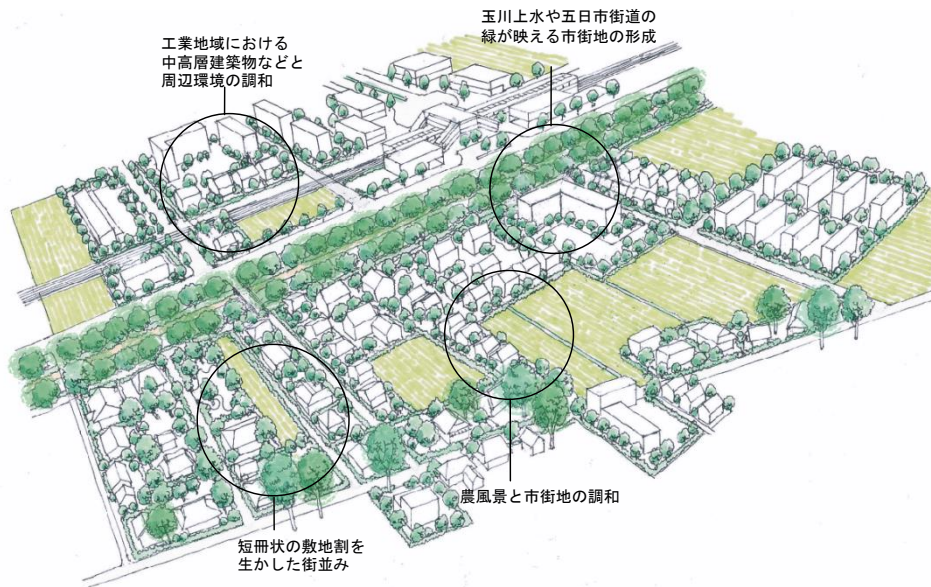 玉川上水や五日市街道の
緑が映える市街地の形成
工業地域における
中高層建築物などと
周辺環境の調和
農風景と市街地の調和
短冊状の敷地割を
生かした街並み